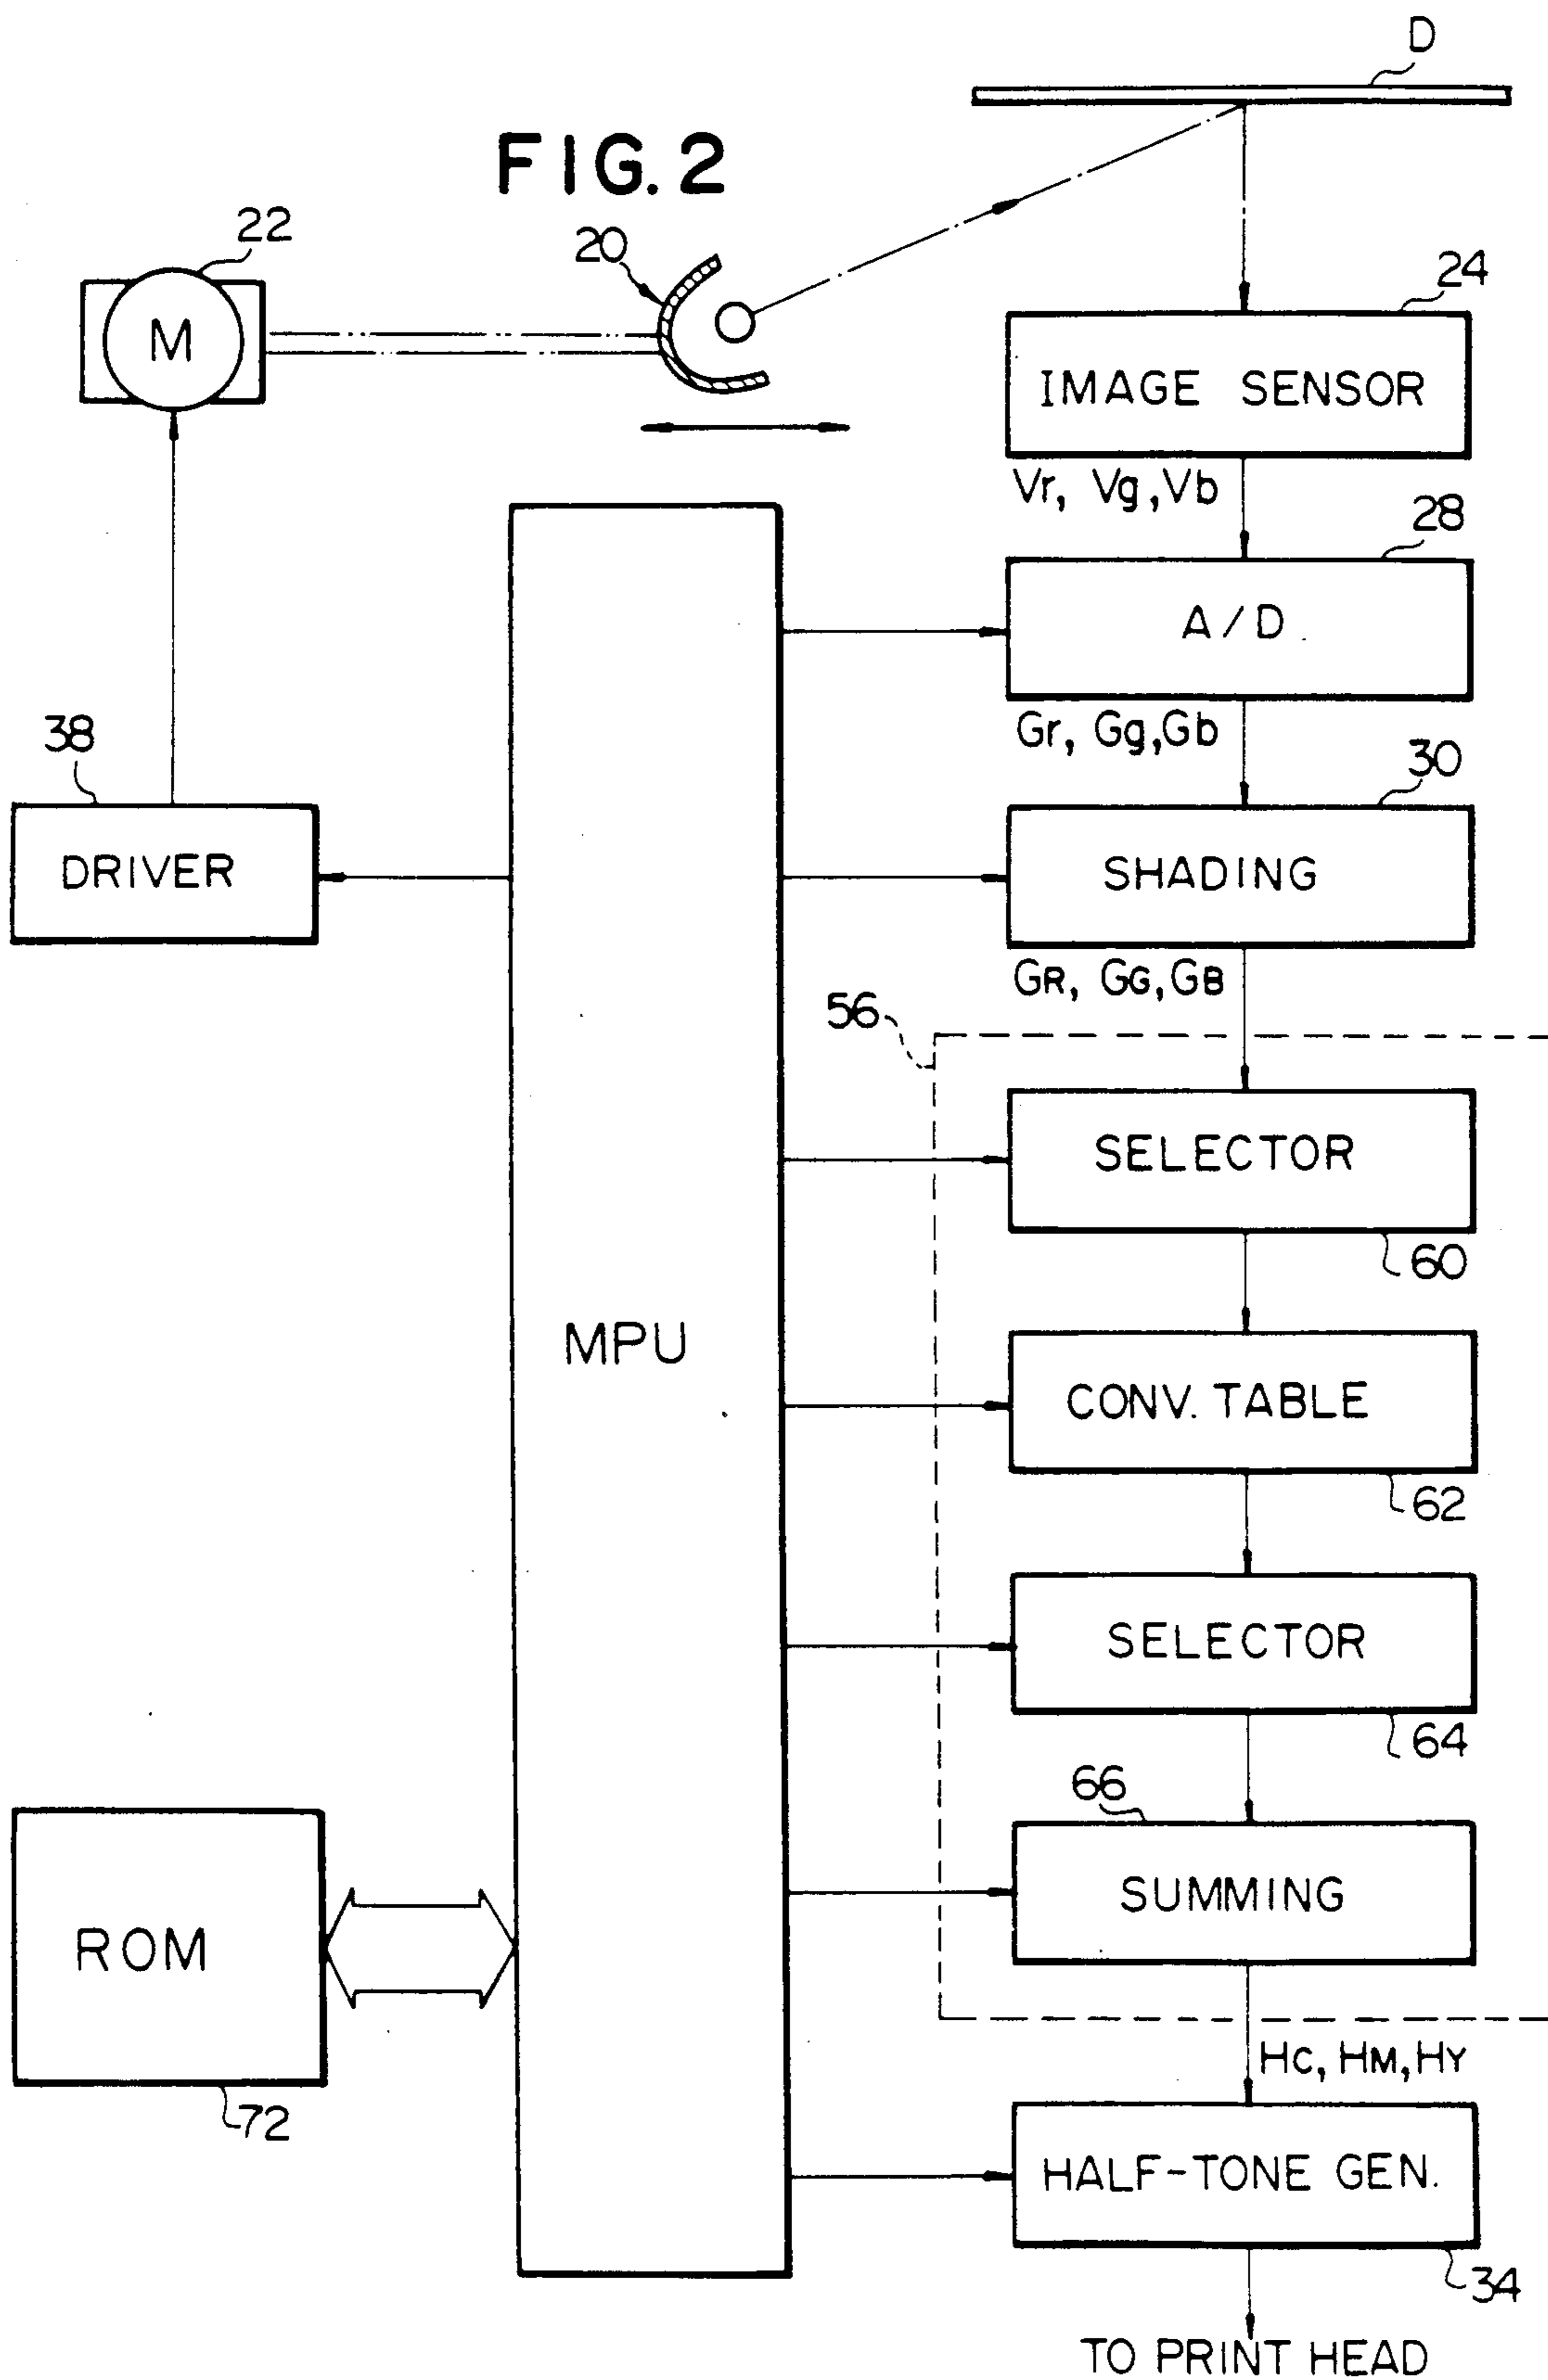 D
FIG. 2
22
20
24
M
IMAGE SENSOR
Vr, Vg, Vb
28
A/D
Gr, Gg, Gb
38
30
DRIVER
SHADING
GR, GG, GB
56
SELECTOR
60
MPU
CONV. TABLE
62
SELECTOR
64
66
SUMMING
ROM
HC, HM, HY
72
HALF-TONE GEN.
34
TO PRINT HEAD